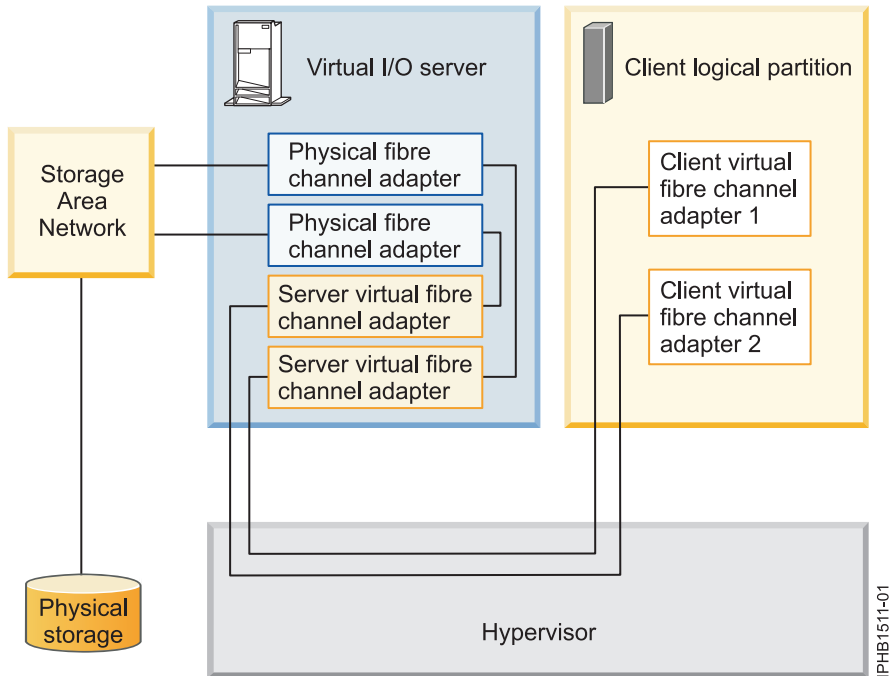 Virtual I/O server
Client logical partition
Storage
Area
Network
Physical fibre
channel adapter
Physical fibre
channel adapter
Server virtual fibre
channel adapter
Server virtual fibre
channel adapter
Client virtual
fibre channel
adapter 1
Client virtual
fibre channel
adapter 2
Physical
storage
Hypervisor
IPHB1511-01